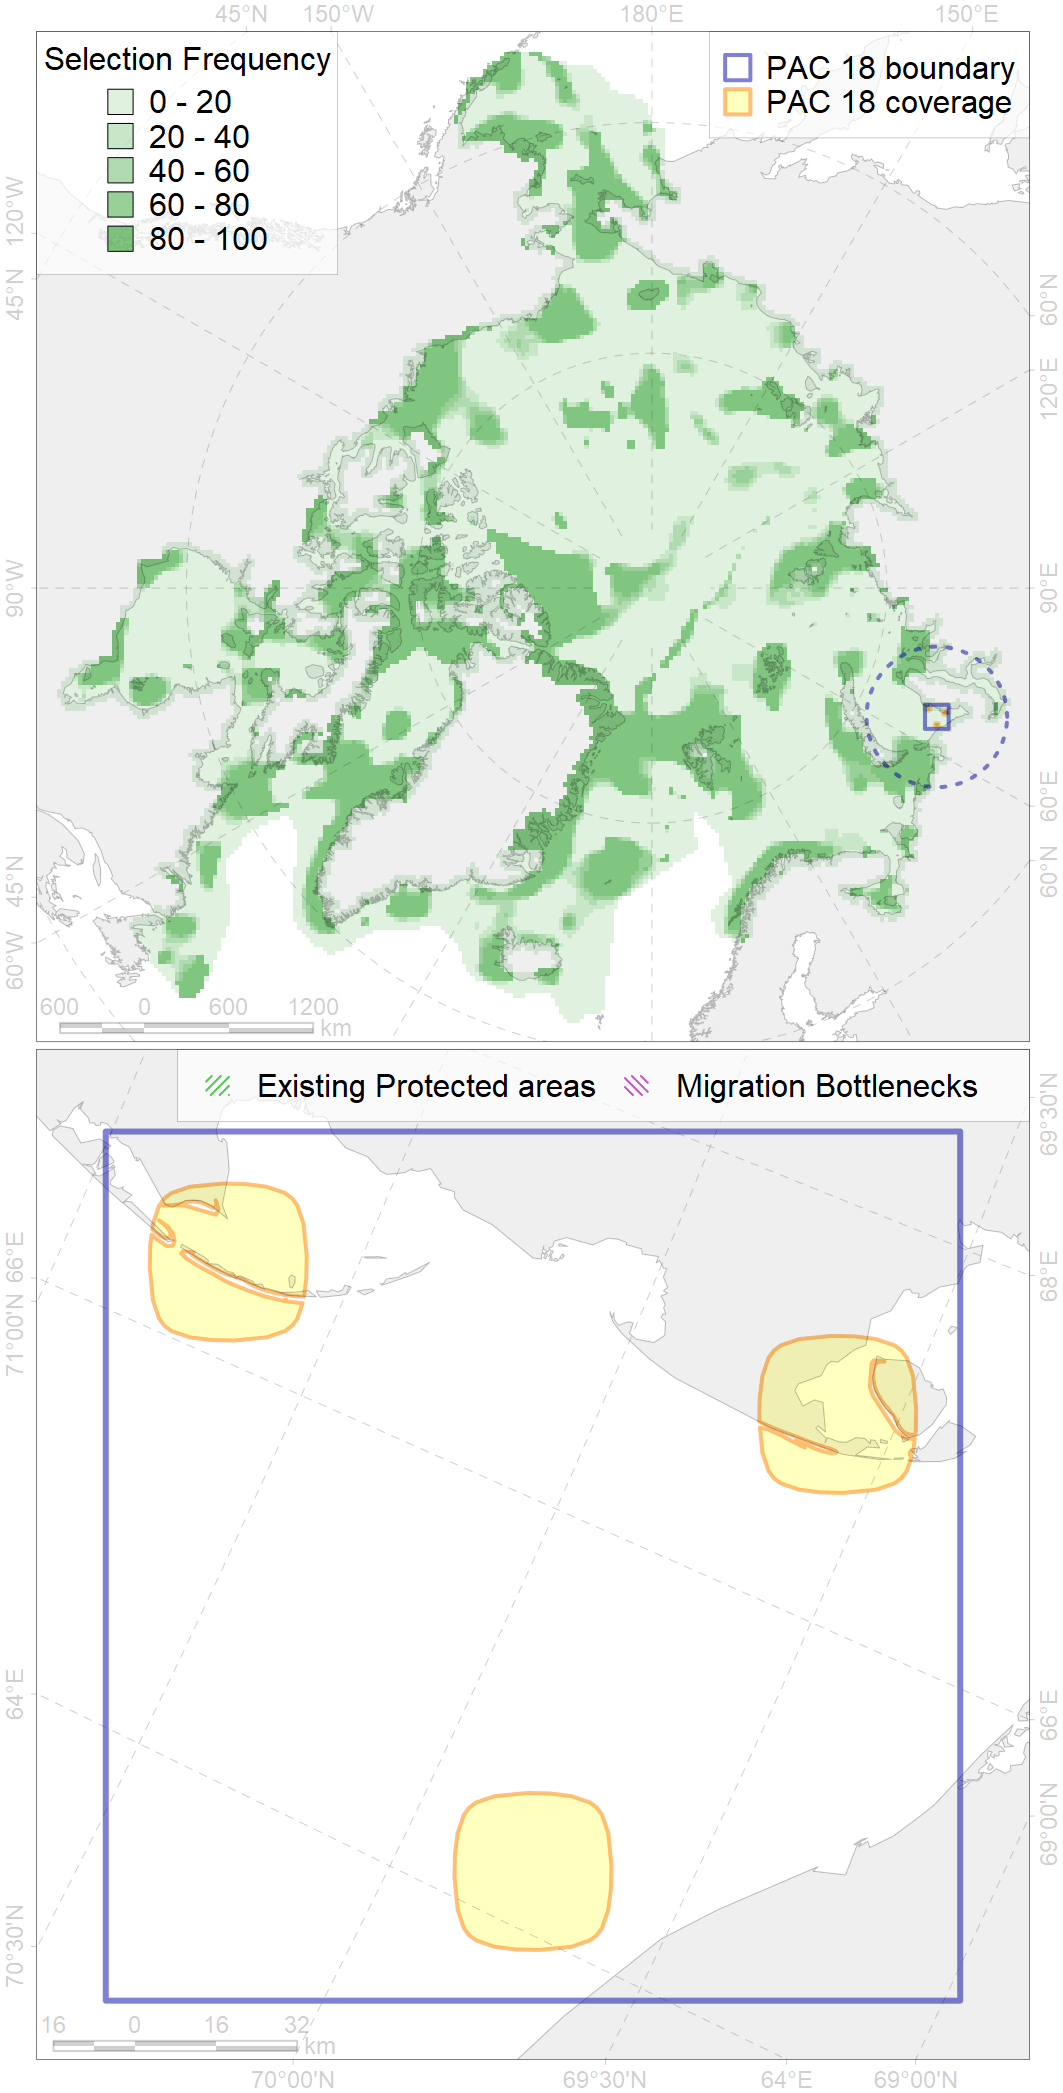 45°N 150°W 180°E 150°E
Selection Frequency
0 - 20
20 - 40
40 - 60
60 - 80
80 - 100
PAC 18 boundary
PAC 18 coverage
120°W
45°N
90°W
45°N
60°W
60°N
120°E
90°E
60°E
60°N
600 0 600 1200
km
Existing Protected areas Migration Bottlenecks
66°E
71°00'N
64°E
70°30'N
69°30'N
68°E
66°E
69°00'N
16 0 16 32
km
70°00'N 69°30'N 64°E 69°00'N